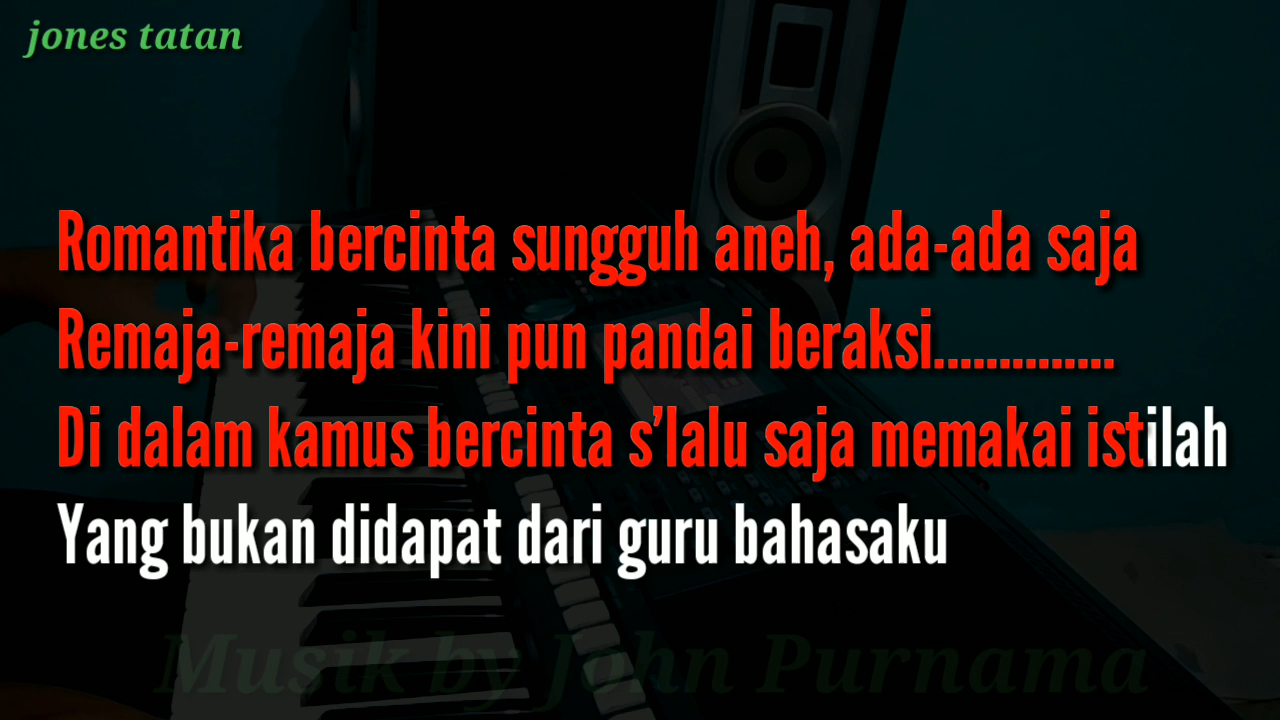 jones tatan
Romantika bercinta sungguh aneh, ada-ada saja
Remaja-remaja kini pun pandai beraksi..............
Di dalam kamus bercinta s’lalu saja memakai istilah
Yang bukan didapat dari guru bahasaku
Musik by John Purnama